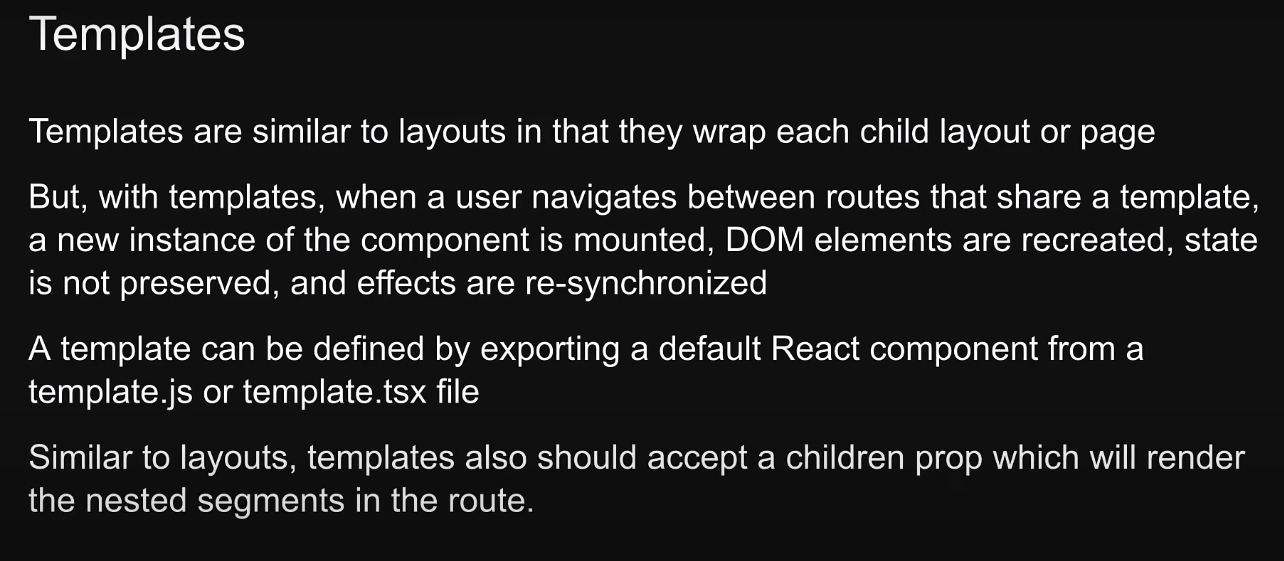 Templates
Templates are similar to layouts in that they wrap each child layout or page
But, with templates, when a user navigates between routes that share a template,
a new instance of the component is mounted, DOM elements are recreated, state
is not preserved, and effects are re-synchronized
A template can be defined by exporting a default React component from a
template.js or template.tsx file
Similar to layouts, templates also should accept a children prop which will render
the nested segments in the route.